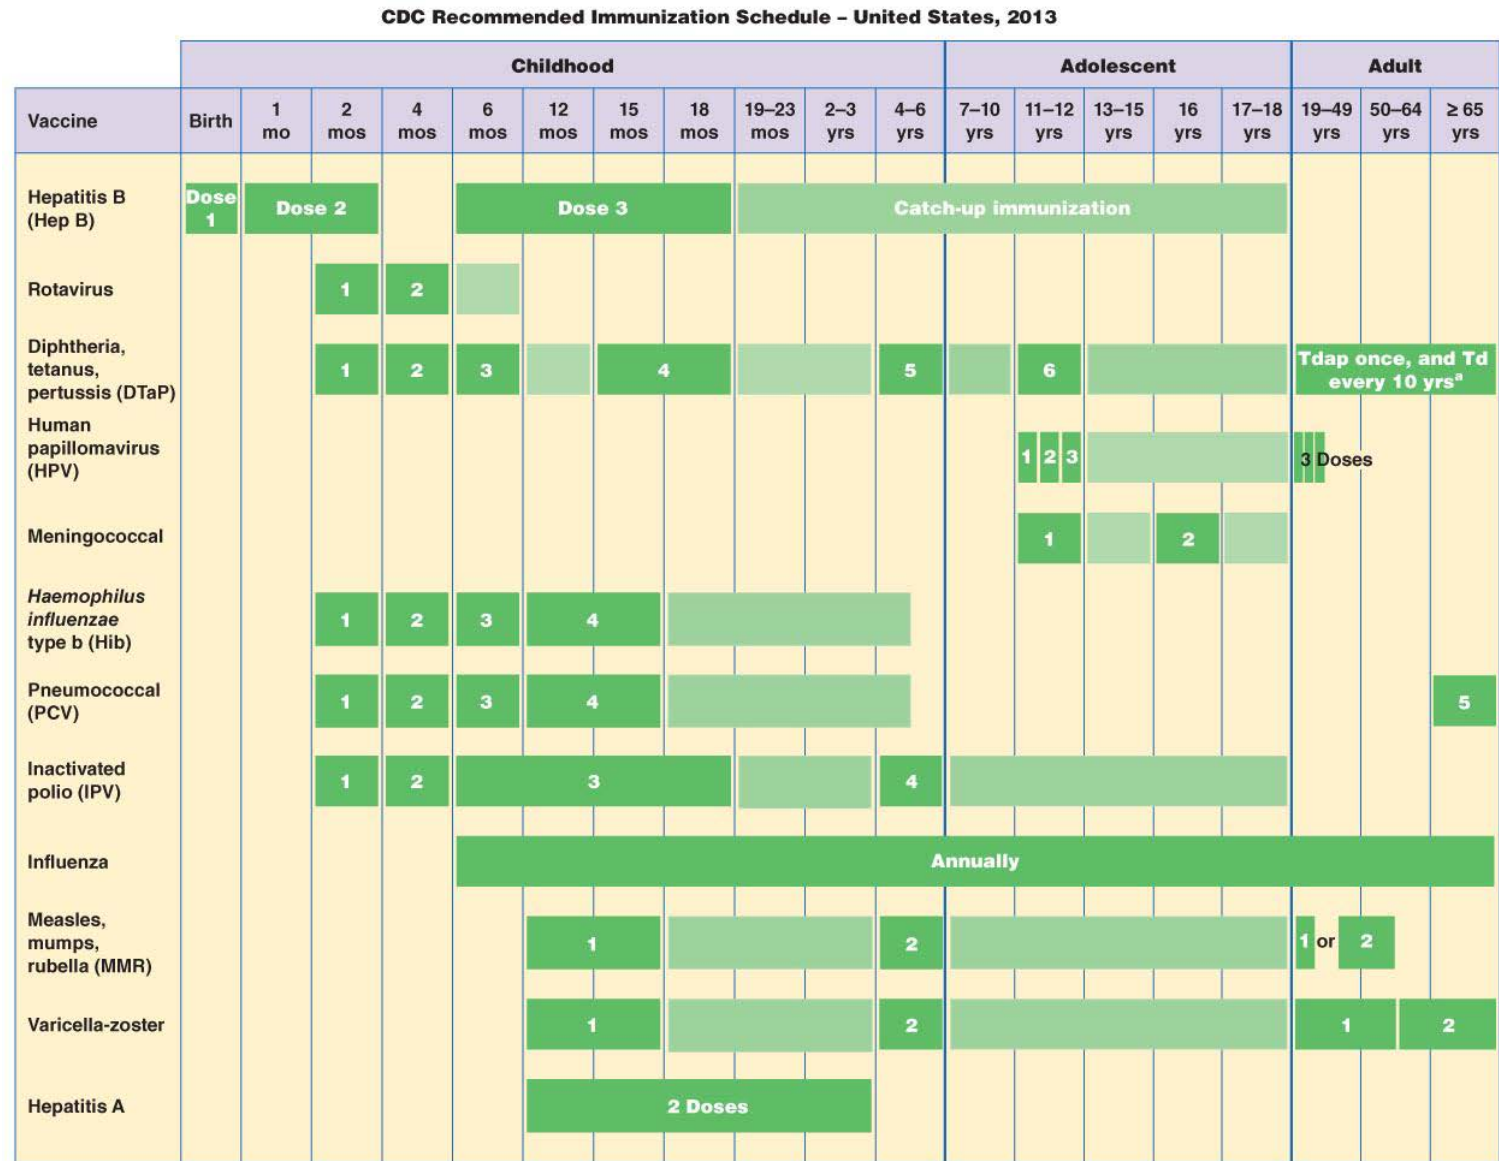 CDC Recommended Immunization Schedule – United States, 2013
Childhood Adolescent Adult
Vaccine Birth 1 mo 2 mos 4 mos 6 mos 12 mos 15 mos 18 mos 19–23 mos 2–3 yrs 4–6 yrs 7–10 yrs 11–12 yrs 13–15 yrs 16 yrs 17–18 yrs 19–49 yrs 50–64 yrs ≥ 65 yrs
Hepatitis B
(Hep B)
Dose
1
Dose 2
Dose 3
Catch-up immunization
Rotavirus
1 2
Diphtheria,
tetanus,
pertussis (DTaP)
1 2 3 4 5 6
Tdap once, and Td
every 10 yrsª
Human
papillomavirus
(HPV)
1 2 3
3 Doses
Meningococcal
1 2
Haemophilus
influenzae
type b (Hib)
1 2 3 4
Pneumococcal
(PCV)
1 2 3 4 5
Inactivated
polio (IPV)
1 2 3 4
Influenza
Annually
Measles,
mumps,
rubella (MMR)
1 2 1 or 2
Varicella-zoster
1 2 1 2
Hepatitis A
2 Doses